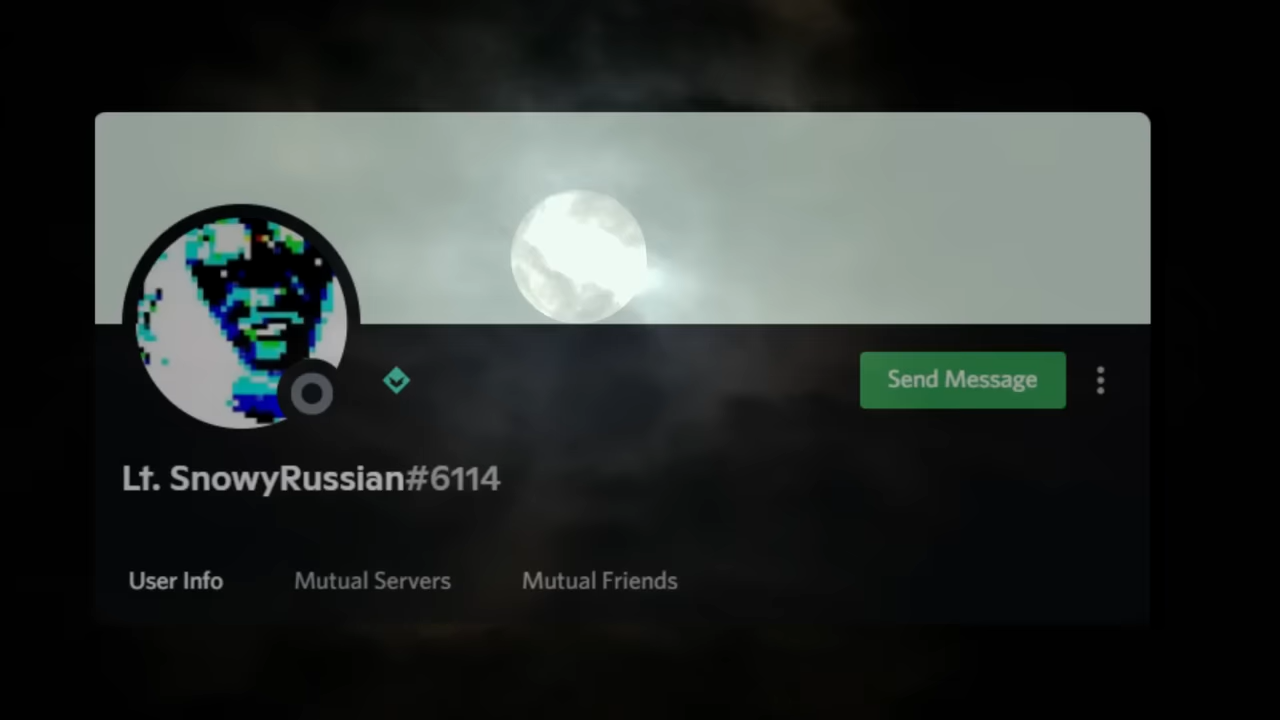 Send Message
Lt. SnowyRussian#6114
User Info Mutual Servers Mutual Friends